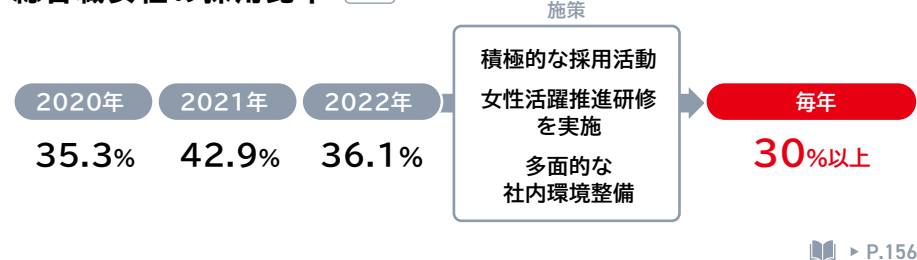 施策
積極的な採用活動
女性活躍推進研修
を実施
多面的な
社内環境整備
2020年 2021年 2022年 毎年
35.3% 42.9% 36.1% 30%以上
▶ P.156